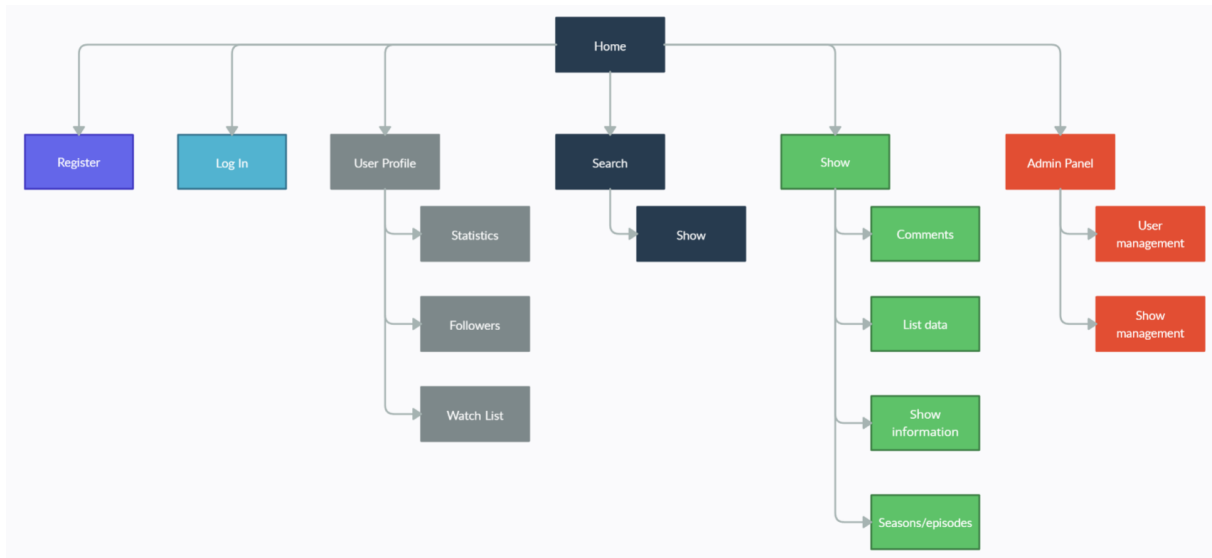 Home
Register
Log In
User Profile
Search
Show
Admin Panel
Statistics
Show
Comments
User
management
Followers
List data
Show
management
Watch List
Show
information
Seasons/episodes